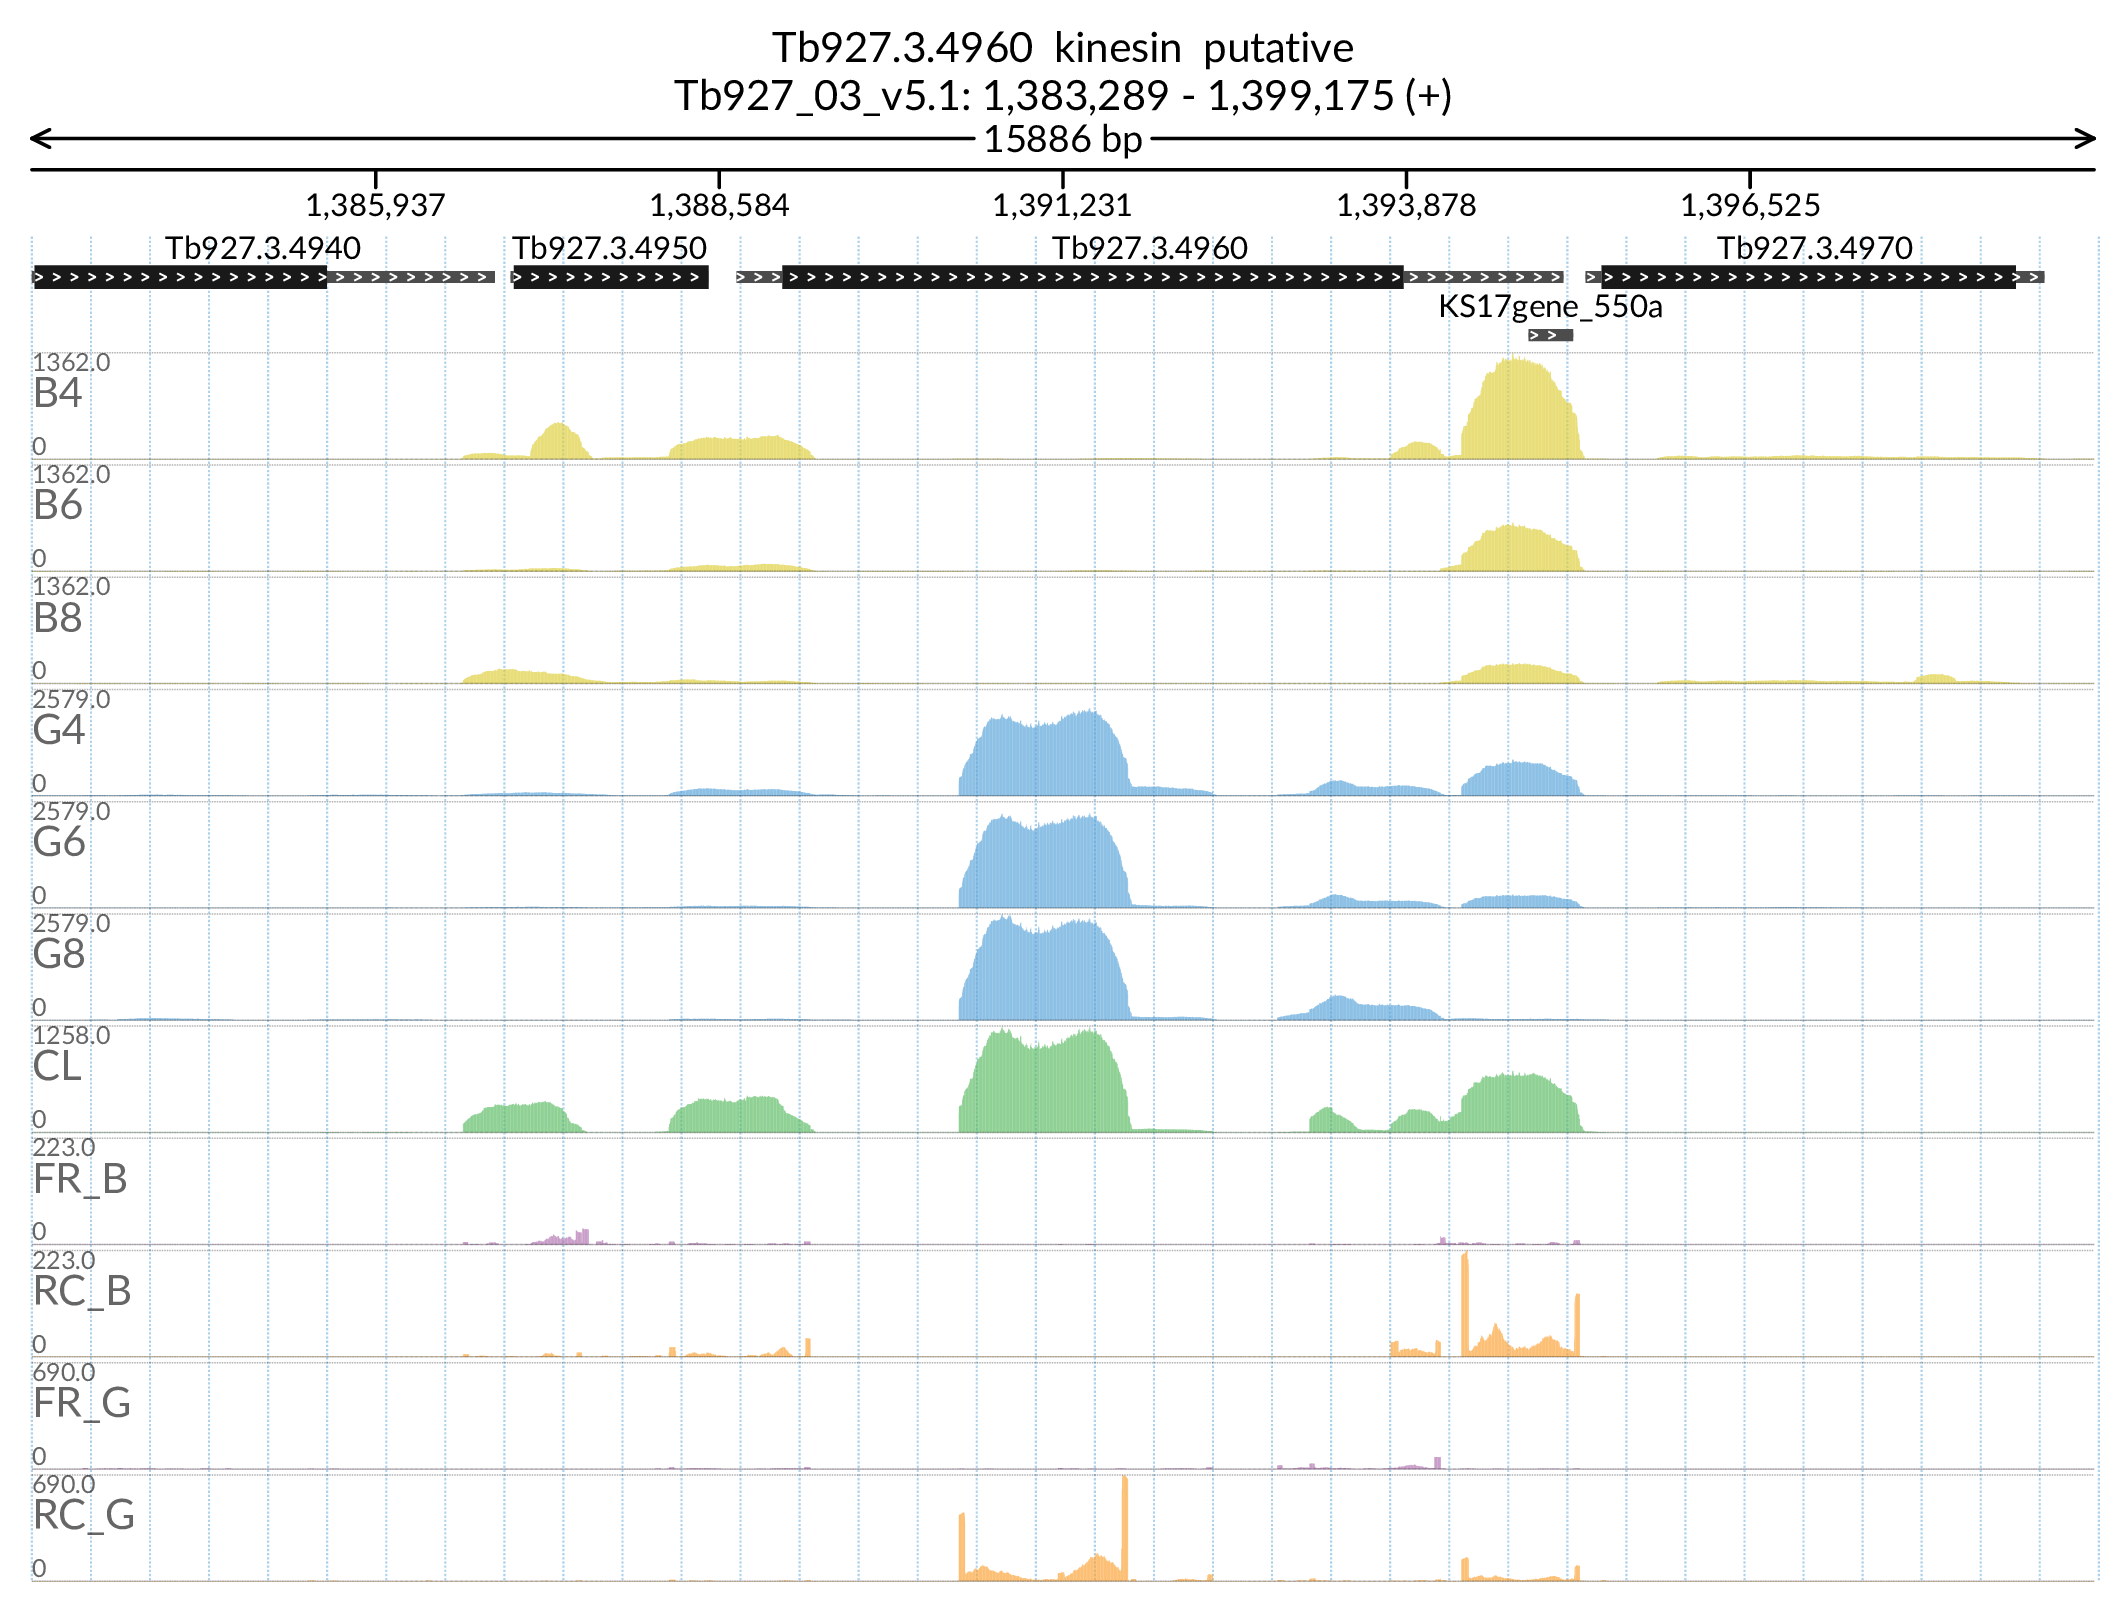 Tb927.3.4960 kinesin putative
Tb927_03_v5.1: 1,383,289 - 1,399,175 (+)
15886 bp
1,385,937 1,388,584 1,391,231 1,393,878 1,396,525
Tb927.3.4940 Tb927.3.4950 Tb927.3.4960 Tb927.3.4970
KS17gene_550a
1362.0
B4
0
1362.0
B6
0
1362.0
B8
0
2579.0
G4
0
2579.0
G6
0
2579.0
G8
0
1258.0
CL
0
223.0
FR_B
0
223.0
RC_B
0
690.0
FR_G
0
690.0
RC_G
0